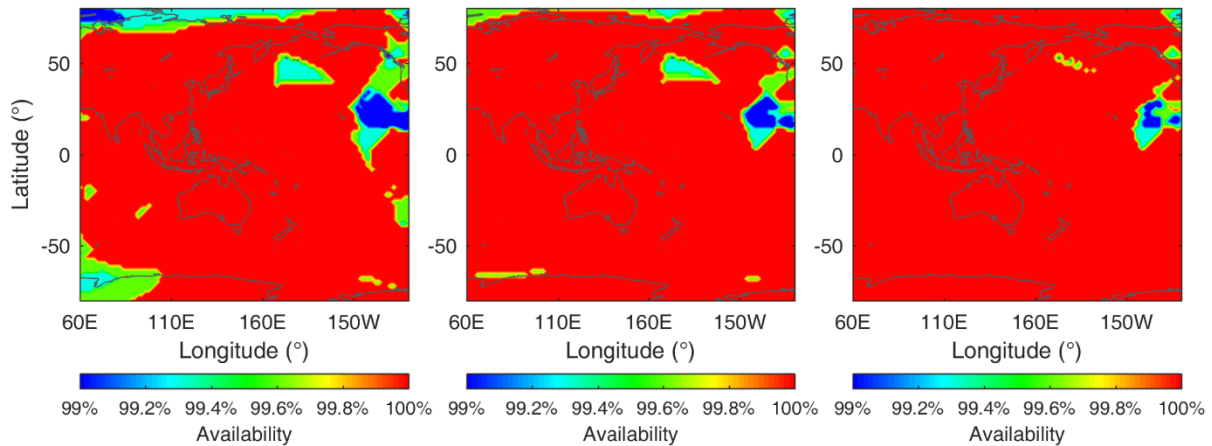 50
0
-50
Latitude (°)
60E 110E 160E 150W
Longitude (°)
99% 99.2% 99.4% 99.6% 99.8% 100%
Availability
50
0
-50
60E 110E 160E 150W
Longitude (°)
99% 99.2% 99.4% 99.6% 99.8% 100%
Availability
50
0
-50
60E 110E 160E 150W
Longitude (°)
99% 99.2% 99.4% 99.6% 99.8% 100%
Availability